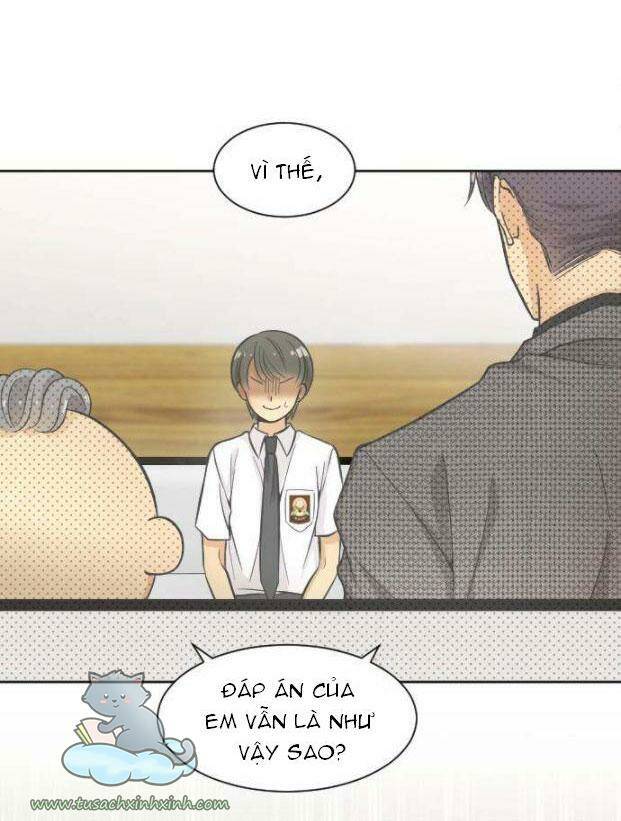 VÌ THẾ,
ĐÁP ÁN CỦA
EM VẪN LÀ NHƯ
VẬY SAO?
www.tusachxinhxinh.com